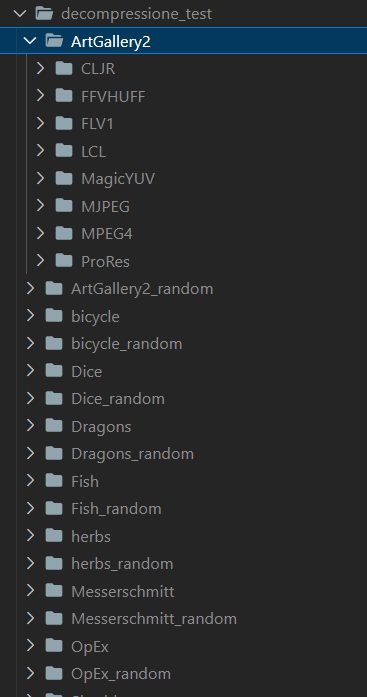 decompressione_test
ArtGallery2
CLJR
FFVHUFF
FLV1
LCL
MagicYUV
MJPEG
MPEG4
ProRes
ArtGallery2_random
bicycle
bicycle_random
Dice
Dice_random
Dragons
Dragons_random
Fish
Fish_random
herbs
herbs_random
Messerschmitt
Messerschmitt_random
OpEx
OpEx_random